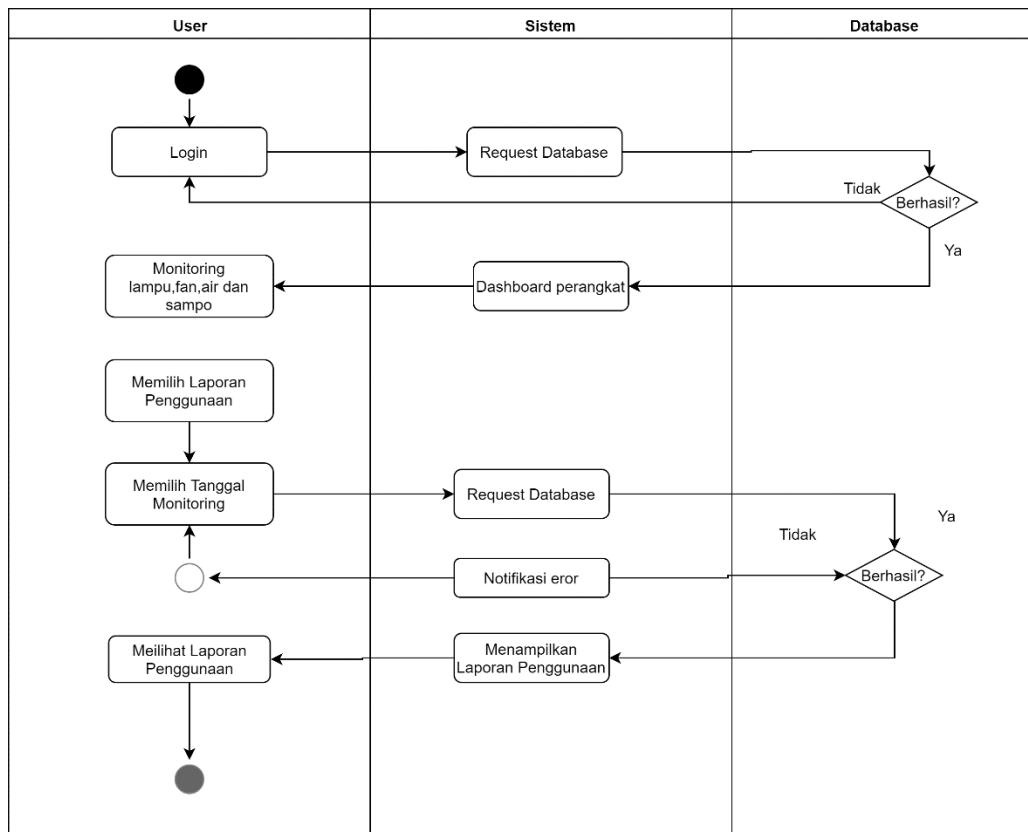 User
Sistem
Database
Login
Request Database
Tidak
Berhasil?
Ya
Monitoring
lampu,fan,air dan
sampo
Dashboard perangkat
Memilih Laporan
Penggunaan
Memilih Tanggal
Monitoring
Request Database
Ya
Tidak
Notifikasi eror
Berhasil?
Meilihat Laporan
Penggunaan
Menampilkan
Laporan Penggunaan